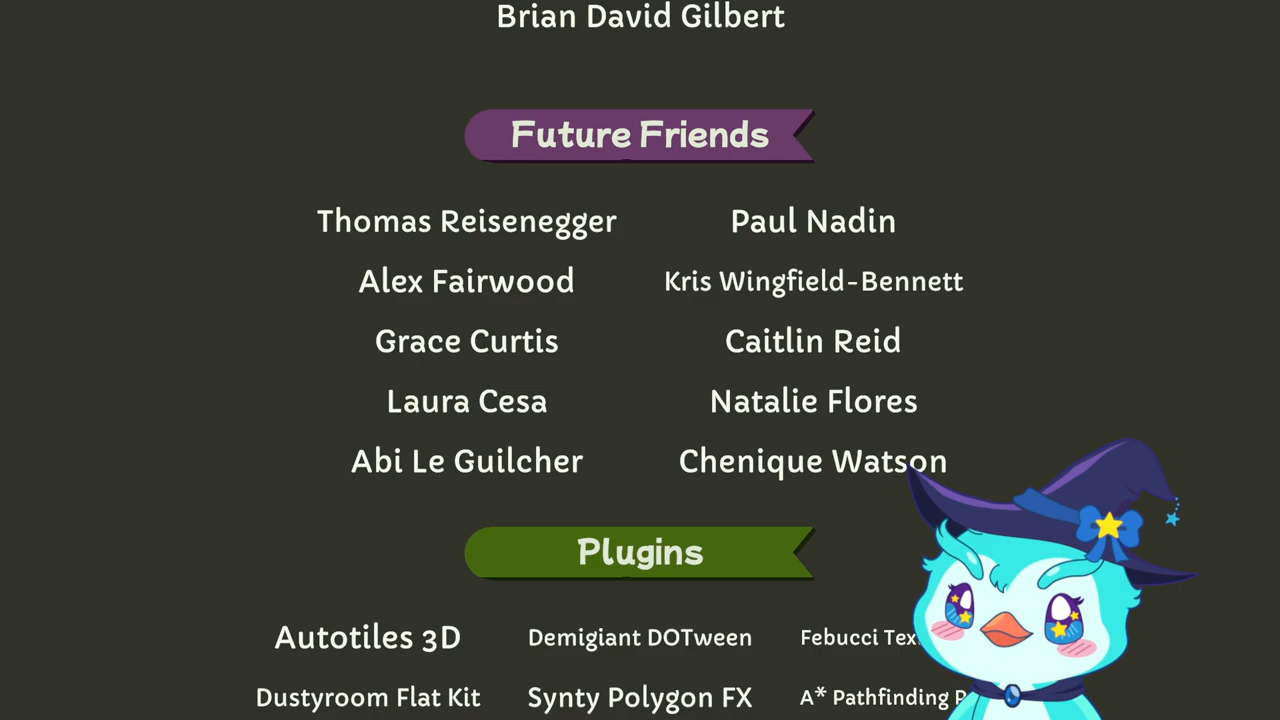 Brian David Gilbert
Future Friends
Thomas Reisenegger Paul Nadin
Alex Fairwood Kris Wingfield-Bennett
Grace Curtis Caitlin Reid
Laura Cesa Natalie Flores
Abi Le Guilcher Chenique Watson
Plugins
Autotiles 3D Demigiant DOTween Febucci
Dustyroom Flat Kit Synty Polygon FX A* Pathfinding